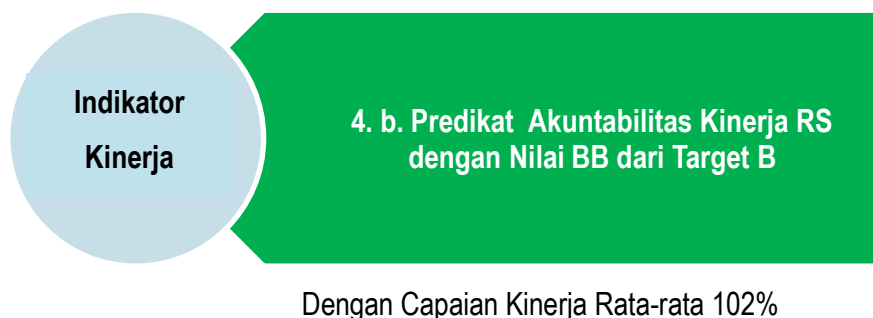 Indikator
Kinerja
4. b. Predikat Akuntabilitas Kinerja RS
dengan Nilai BB dari Target B
Dengan Capaian Kinerja Rata-rata 102%